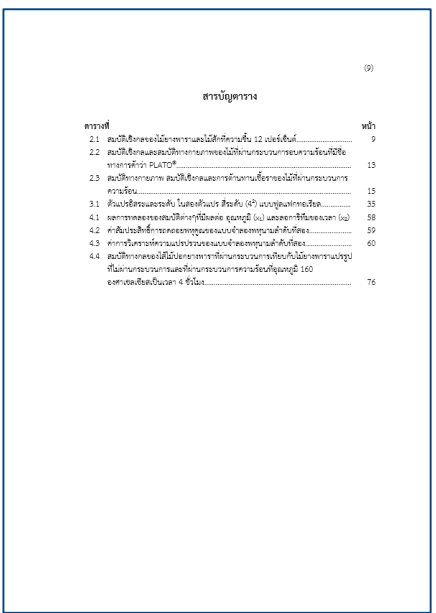 (9)
สารบัญตาราง
ตารางที่ หน้า
2.1 สมบัติเชิงกลของไม้ยางพาราและไม้สักที่ความชื้น 12 เปอร์เซ็นต์ 9
2.2 สมบัติเชิงกลและสมบัติทางกายภาพของไม้ที่ผ่านกระบวนการอบความร้อนที่มีชื่อ
ทางการค้าว่า PLATO® 13
2.3 สมบัติทางกายภาพ สมบัติเชิงกลและการต้านทานเชื้อราของไม้ที่ผ่านกระบวนการ
ความร้อน 15
3.1 ตัวแปรอิสระและระดับ ในสองตัวแปร สี่ระดับ (4²) แบบฟูลแฟกทอเรียล 35
4.1 ผลการทดลองของสมบัติต่างๆที่มีผลต่อ อุณหภูมิ (x₁) และลอการิทึมของเวลา (x₂) 58
4.2 ค่าสัมประสิทธิ์การถดถอยพหุคูณของแบบจำลองพหุนามลำดับที่สอง 59
4.3 ค่าการวิเคราะห์ความแปรปรวนของแบบจำลองพหุนามลำดับที่สอง 60
4.4 สมบัติทางกลของไส้ไม้ปอกยางพาราที่ผ่านกระบวนการเทียบกับไม้ยางพาราแปรรูป
ที่ไม่ผ่านกระบวนการและที่ผ่านกระบวนการความร้อนที่อุณหภูมิ 160
องศาเซลเซียสเป็นเวลา 4 ชั่วโมง 76